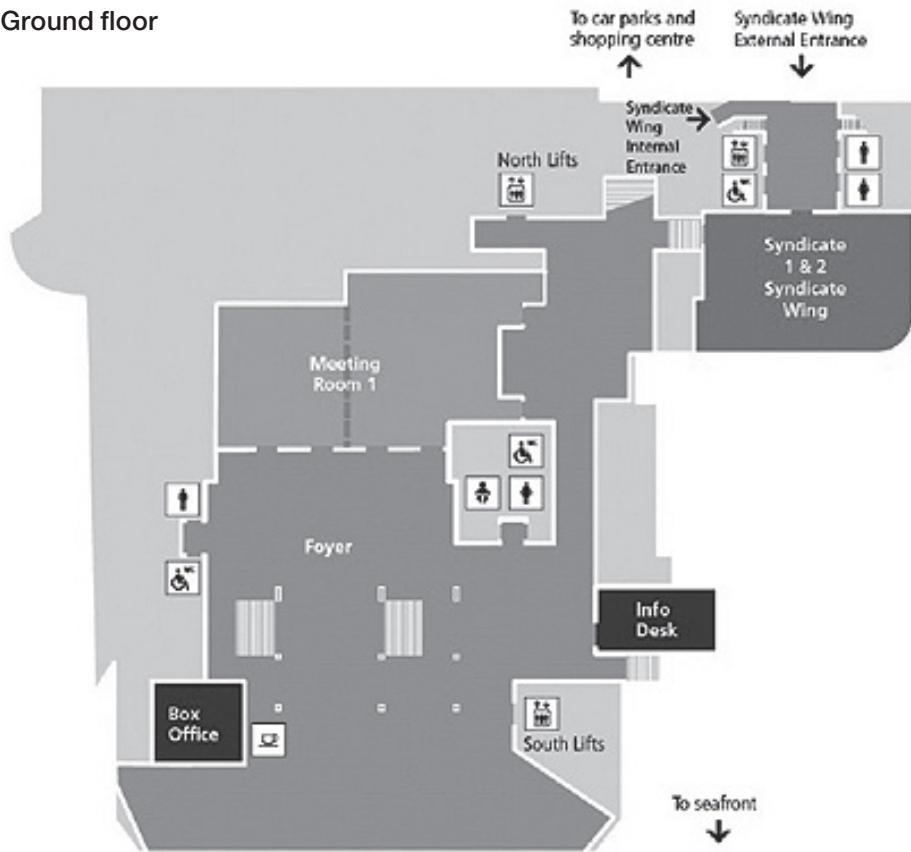 Ground floor
To car parks and
shopping centre
Syndicate Wing
External Entrance
Syndicate
Wing
Internal
Entrance
North Lifts
Syndicate
1 & 2
Syndicate
Wing
Meeting
Room 1
Foyer
Info
Desk
Box
Office
South Lifts
To seafront